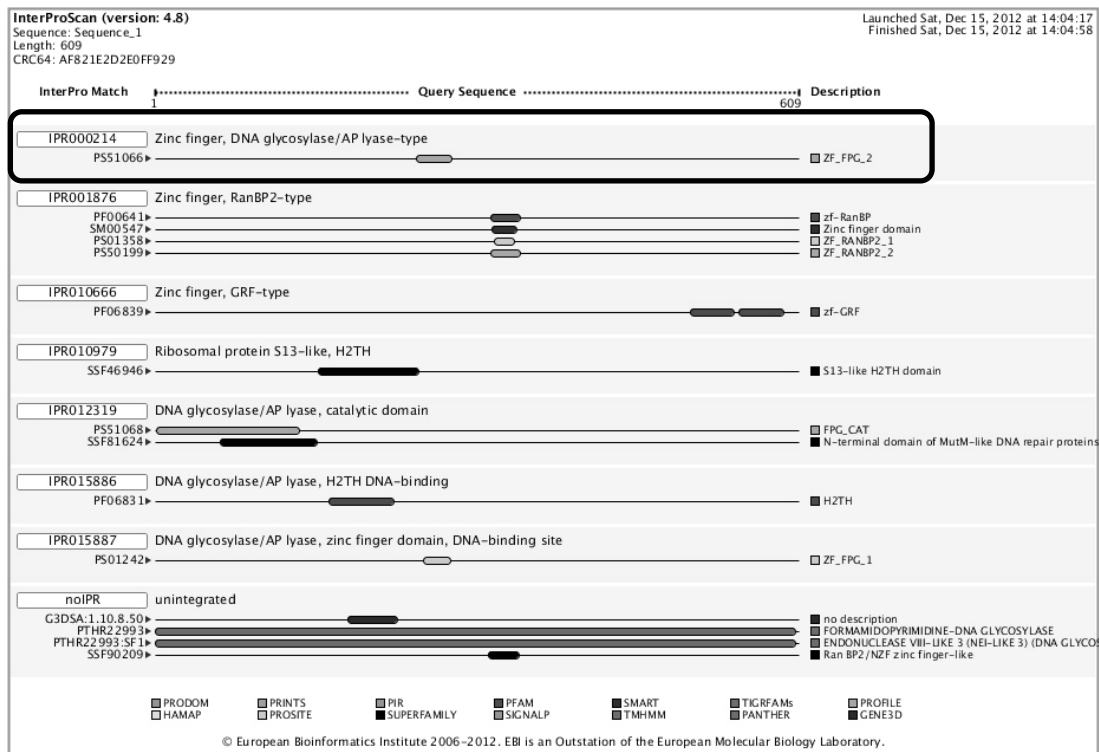 InterProScan (version: 4.8)
Sequence: Sequence_1
Length: 609
CRC64: AF821E2D2E0FF929
Launched Sat, Dec 15, 2012 at 14:04:17
Finished Sat, Dec 15, 2012 at 14:04:58
InterPro Match Query Sequence Description
1 609
IPR000214 Zinc finger, DNA glycosylase/AP lyase-type
PS51066 ZF_FPG_2
IPR001876 Zinc finger, RanBP2-type
PF00641 zf-RanBP
SM00547 Zinc finger domain
PS01358 ZF_RANBP2_1
PS50199 ZF_RANBP2_2
IPR010666 Zinc finger, GRF-type
PF06839 zf-GRF
IPR010979 Ribosomal protein S13-like, H2TH
SSF46946 S13-like H2TH domain
IPR012319 DNA glycosylase/AP lyase, catalytic domain
PS51068 FPG_CAT
SSF81624 N-terminal domain of MutM-like DNA repair proteins
IPR015886 DNA glycosylase/AP lyase, H2TH DNA-binding
PF06831 H2TH
IPR015887 DNA glycosylase/AP lyase, zinc finger domain, DNA-binding site
PS01242 ZF_FPG_1
noIPR unintegrated
G3DSA:1.10.8.50 no description
PTHR22993 FORMAMIDOPYRIMIDINE-DNA GLYCOSYLASE
PTHR22993:SF1 ENDONUCLEASE VIII-LIKE 3 (NEI-LIKE 3) (DNA GLYCOS
SSF90209 Ran BP2/NZF zinc finger-like
PRODOM PRINTS PIR PFAM SMART TIGRFAMs PROFILE
HAMAP PROSITE SUPERFAMILY SIGNALP TMHMM PANTHER GENE3D
© European Bioinformatics Institute 2006-2012. EBI is an Outstation of the European Molecular Biology Laboratory.